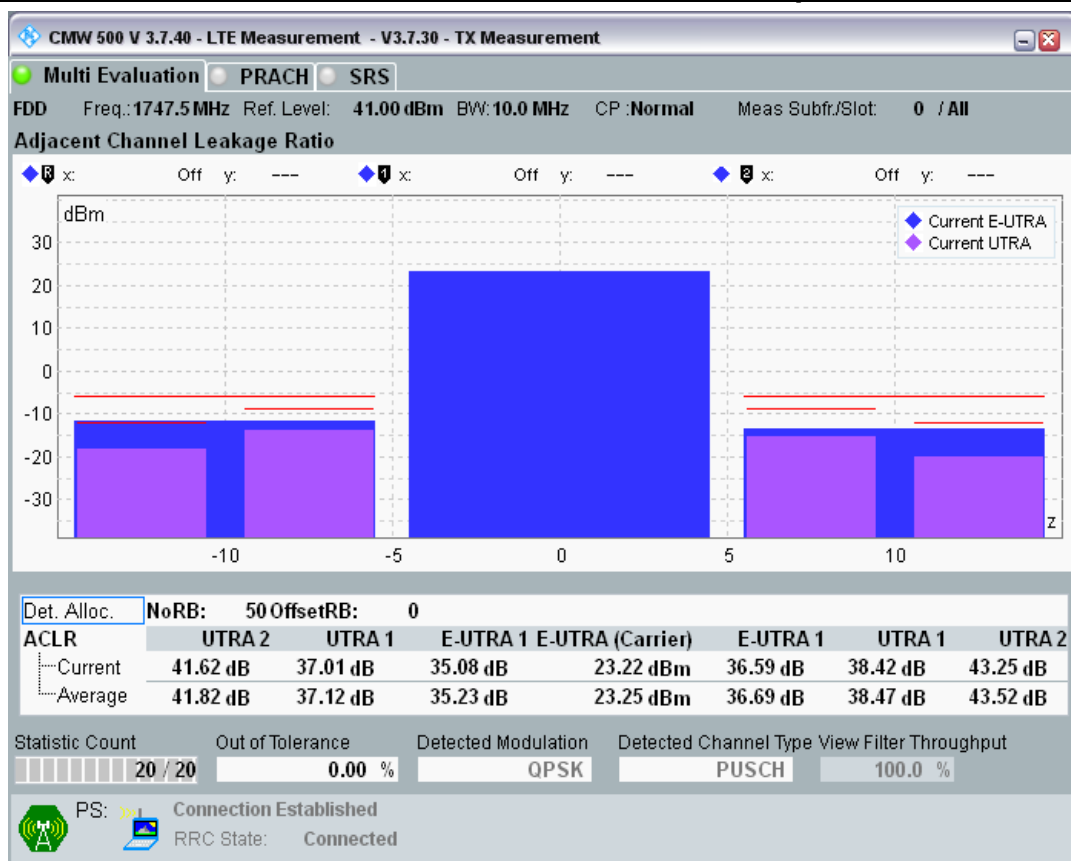 CMW 500 V 3.7.40 - LTE Measurement - V3.7.30 - TX Measurement
Multi Evaluation PRACH SRS
FDD Freq.: 1747.5 MHz Ref. Level: 41.00 dBm BW: 10.0 MHz CP :Normal Meas Subfr./Slot: 0 / All
Adjacent Channel Leakage Ratio
R x: Off y: --- 1 x: Off y: --- 2 x: Off y: ---
dBm
Current E-UTRA
Current UTRA
30
20
10
0
-10
-20
-30
z
-10 -5 0 5 10
Det. Alloc. NoRB: 50 OffsetRB: 0
ACLR UTRA 2 UTRA 1 E-UTRA 1 E-UTRA (Carrier) E-UTRA 1 UTRA 1 UTRA 2
Current 41.62 dB 37.01 dB 35.08 dB 23.22 dBm 36.59 dB 38.42 dB 43.25 dB
Average 41.82 dB 37.12 dB 35.23 dB 23.25 dBm 36.69 dB 38.47 dB 43.52 dB
Statistic Count Out of Tolerance Detected Modulation Detected Channel Type View Filter Throughput
20 / 20 0.00 % QPSK PUSCH 100.0 %
PS: Connection Established
RRC State: Connected